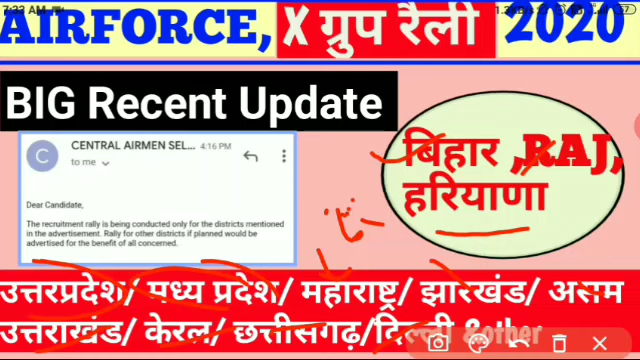 7:33 AM
AIRFORCE, X ग्रुप रैली 2020
BIG Recent Update
C
CENTRAL AIRMEN SEL... 4:16 PM
to me
Dear Candidate,
The recruitment rally is being conducted only for the districts mentioned
in the advertisement. Rally for other districts if planned would be
advertised for the benefit of all concerned.
बिहार ,RAJ,
हरियाणा
उत्तरप्रदेश/ मध्य प्रदेश/ महाराष्ट्र/ झारखंड/ असम
उत्तराखंड/ केरल/ छत्तीसगढ़/दिल्ली &other